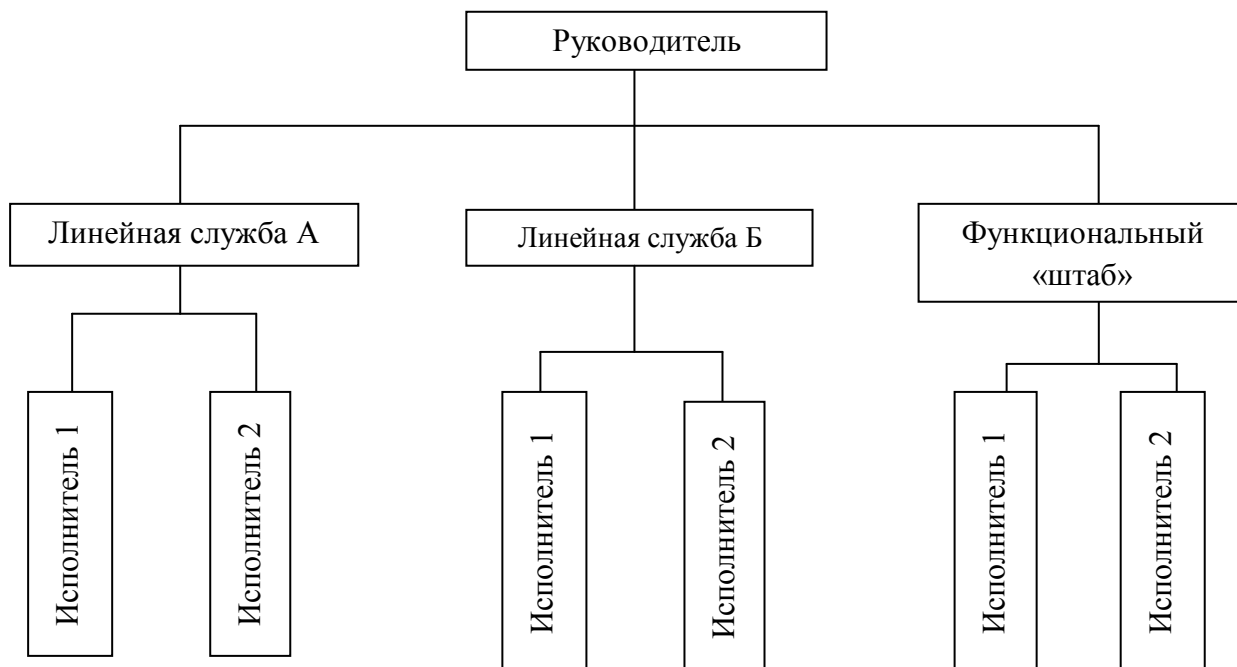 Руководитель
Линейная служба А
Линейная служба Б
Функциональный
«штаб»
Исполнитель 1
Исполнитель 2
Исполнитель 1
Исполнитель 2
Исполнитель 1
Исполнитель 2